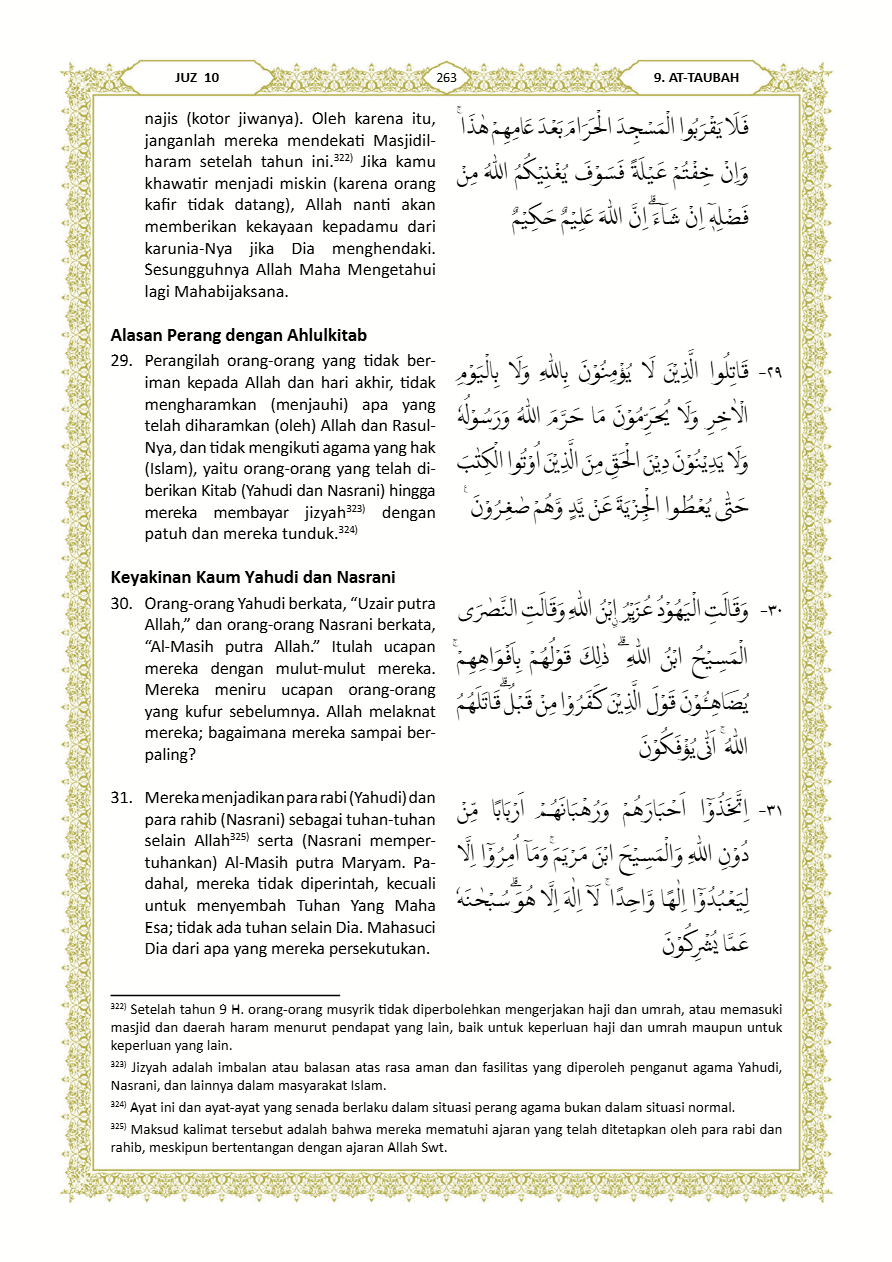 JUZ 10
263
9. AT-TAUBAH
najis (kotor jiwanya). Oleh karena itu,
janganlah mereka mendekati Masjidil-
haram setelah tahun ini.³²²⁾ Jika kamu
khawatir menjadi miskin (karena orang
kafir tidak datang), Allah nanti akan
memberikan kekayaan kepadamu dari
karunia-Nya jika Dia menghendaki.
Sesungguhnya Allah Maha Mengetahui
lagi Mahabijaksana.
فَلَا يَقْرَبُوا الْمَسْجِدَ الْحَرَامَ بَعْدَ عَامِهِمْ هٰذَاۚ
وَاِنْ خِفْتُمْ عَيْلَةً فَسَوْفَ يُغْنِيْكُمُ اللّٰهُ مِنْ
فَضْلِهٖٓ اِنْ شَاۤءَۗ اِنَّ اللّٰهَ عَلِيْمٌ حَكِيْمٌ
Alasan Perang dengan Ahlulkitab
29. Perangilah orang-orang yang tidak ber-
iman kepada Allah dan hari akhir, tidak
mengharamkan (menjauhi) apa yang
telah diharamkan (oleh) Allah dan Rasul-
Nya, dan tidak mengikuti agama yang hak
(Islam), yaitu orang-orang yang telah di-
berikan Kitab (Yahudi dan Nasrani) hingga
mereka membayar jizyah³²³⁾ dengan
patuh dan mereka tunduk.³²⁴⁾
٢٩- قَاتِلُوا الَّذِيْنَ لَا يُؤْمِنُوْنَ بِاللّٰهِ وَلَا بِالْيَوْمِ
الْاٰخِرِ وَلَا يُحَرِّمُوْنَ مَا حَرَّمَ اللّٰهُ وَرَسُوْلُهٗ
وَلَا يَدِيْنُوْنَ دِيْنَ الْحَقِّ مِنَ الَّذِيْنَ اُوْتُوا الْكِتٰبَ
حَتّٰى يُعْطُوا الْجِزْيَةَ عَنْ يَّدٍ وَّهُمْ صٰغِرُوْنَ ࣖ
Keyakinan Kaum Yahudi dan Nasrani
30. Orang-orang Yahudi berkata, “Uzair putra
Allah,” dan orang-orang Nasrani berkata,
“Al-Masih putra Allah.” Itulah ucapan
mereka dengan mulut-mulut mereka.
Mereka meniru ucapan orang-orang
yang kufur sebelumnya. Allah melaknat
mereka; bagaimana mereka sampai ber-
paling?
٣٠- وَقَالَتِ الْيَهُوْدُ عُزَيْرُ ࣙابْنُ اللّٰهِ وَقَالَتِ النَّصٰرَى
الْمَسِيْحُ ابْنُ اللّٰهِۗ ذٰلِكَ قَوْلُهُمْ بِاَفْوَاهِهِمْۚ
يُضَاهِـُٔوْنَ قَوْلَ الَّذِيْنَ كَفَرُوْا مِنْ قَبْلُۗ قَاتَلَهُمُ
اللّٰهُۚ اَنّٰى يُؤْفَكُوْنَ
31. Mereka menjadikan para rabi (Yahudi) dan
para rahib (Nasrani) sebagai tuhan-tuhan
selain Allah³²⁵⁾ serta (Nasrani memper-
tuhankan) Al-Masih putra Maryam. Pa-
dahal, mereka tidak diperintah, kecuali
untuk menyembah Tuhan Yang Maha
Esa; tidak ada tuhan selain Dia. Mahasuci
Dia dari apa yang mereka persekutukan.
٣١- اِتَّخَذُوْٓا اَحْبَارَهُمْ وَرُهْبَانَهُمْ اَرْبَابًا مِّنْ
دُوْنِ اللّٰهِ وَالْمَسِيْحَ ابْنَ مَرْيَمَۚ وَمَآ اُمِرُوْٓا اِلَّا
لِيَعْبُدُوْٓا اِلٰهًا وَّاحِدًاۚ لَآ اِلٰهَ اِلَّا هُوَۗ سُبْحٰنَهٗ
عَمَّا يُشْرِكُوْنَ
³²²⁾ Setelah tahun 9 H. orang-orang musyrik tidak diperbolehkan mengerjakan haji dan umrah, atau memasuki
masjid dan daerah haram menurut pendapat yang lain, baik untuk keperluan haji dan umrah maupun untuk
keperluan yang lain.
³²³⁾ Jizyah adalah imbalan atau balasan atas rasa aman dan fasilitas yang diperoleh penganut agama Yahudi,
Nasrani, dan lainnya dalam masyarakat Islam.
³²⁴⁾ Ayat ini dan ayat-ayat yang senada berlaku dalam situasi perang agama bukan dalam situasi normal.
³²⁵⁾ Maksud kalimat tersebut adalah bahwa mereka mematuhi ajaran yang telah ditetapkan oleh para rabi dan
rahib, meskipun bertentangan dengan ajaran Allah Swt.